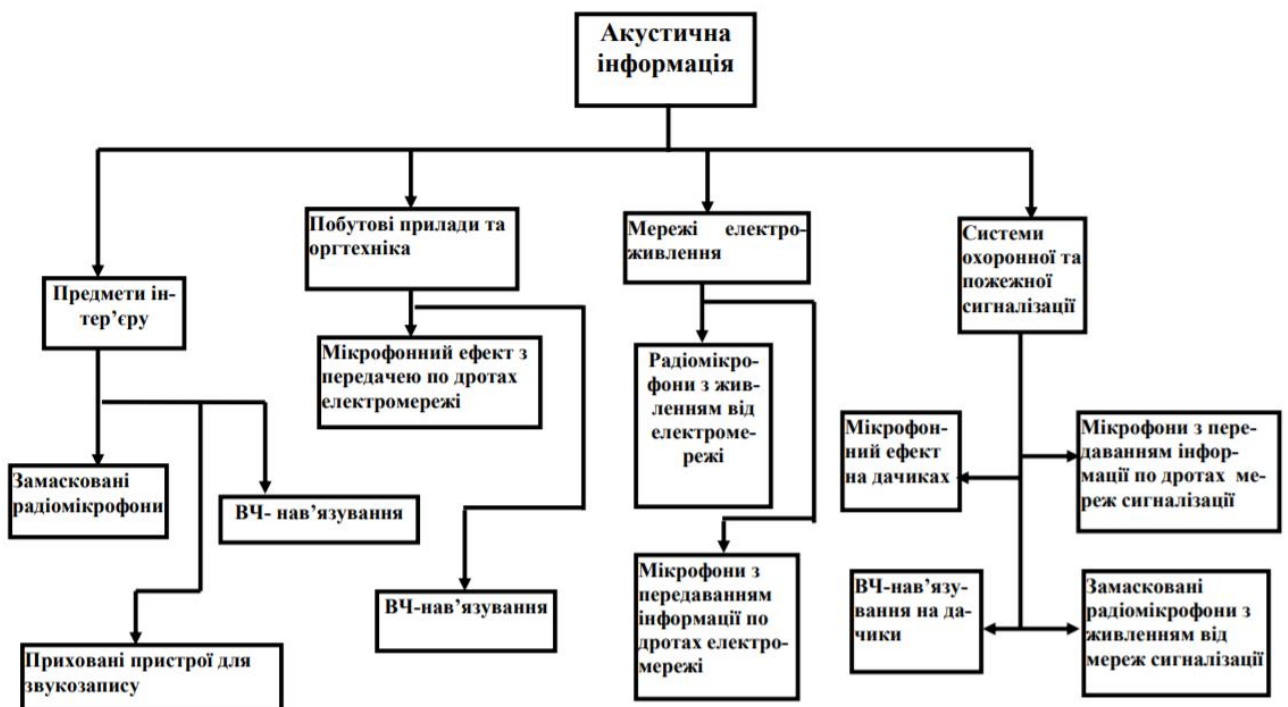 Акустична
інформація
Побутові прилади та
оргтехніка
Мережі електро-
живлення
Системи
охоронної та
пожежної
сигналізації
Предмети ін-
тер’єру
Мікрофонний ефект з
передачею по дротах
електромережі
Радіомікро-
фони з жив-
ленням від
електроме-
режі
Мікрофон-
ний ефект
на дачиках
Мікрофони з пере-
даванням інфор-
мації по дротах ме-
реж сигналізації
Замасковані
радіомікрофони
ВЧ- нав’язування
Мікрофони з
передаванням
інформації по
дротах електро-
мережі
ВЧ-нав’язу-
вання на да-
чики
Замасковані
радіомікрофони з
живленням від
мереж сигналізації
ВЧ-нав’язування
Приховані пристрої для
звукозапису